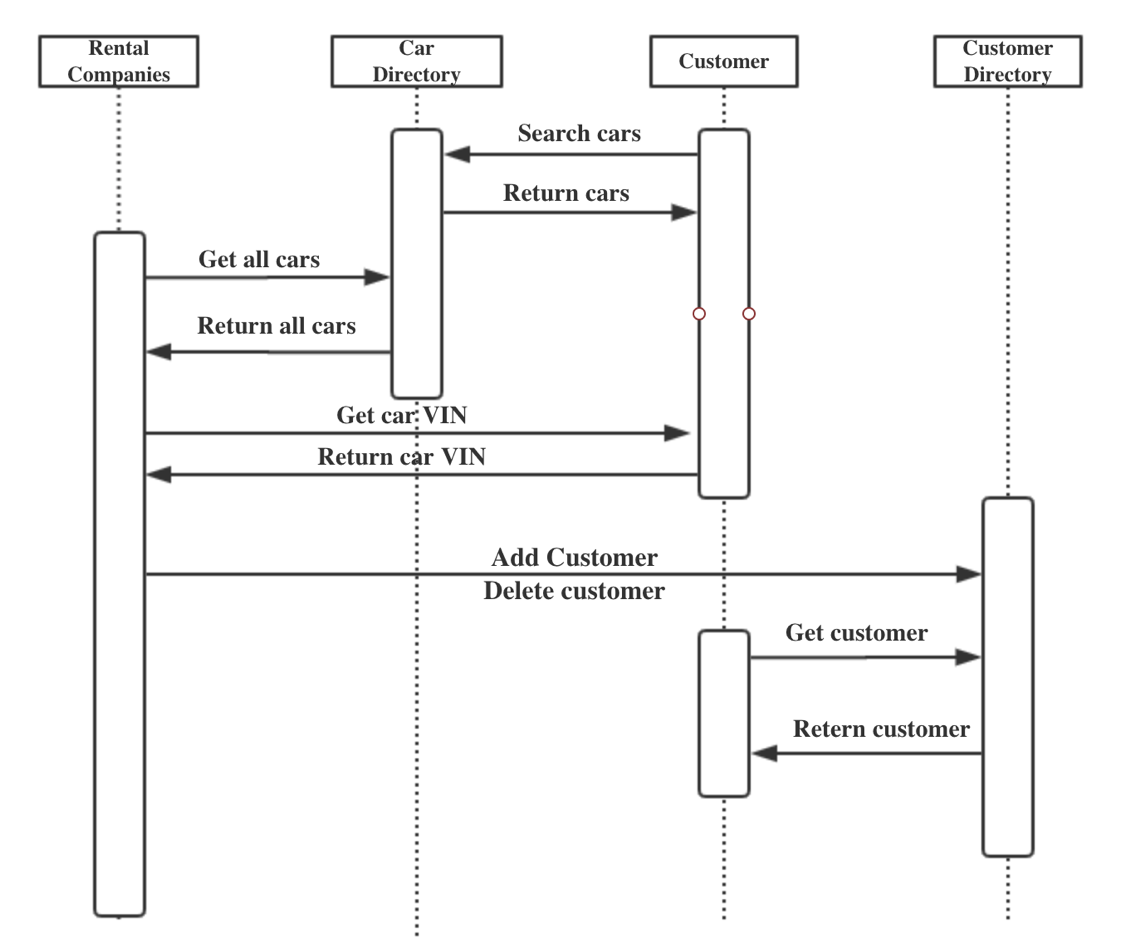 Rental
Companies
Car
Directory
Customer
Customer
Directory
Search cars
Return cars
Get all cars
Return all cars
Get car VIN
Return car VIN
Add Customer
Delete customer
Get customer
Retern customer